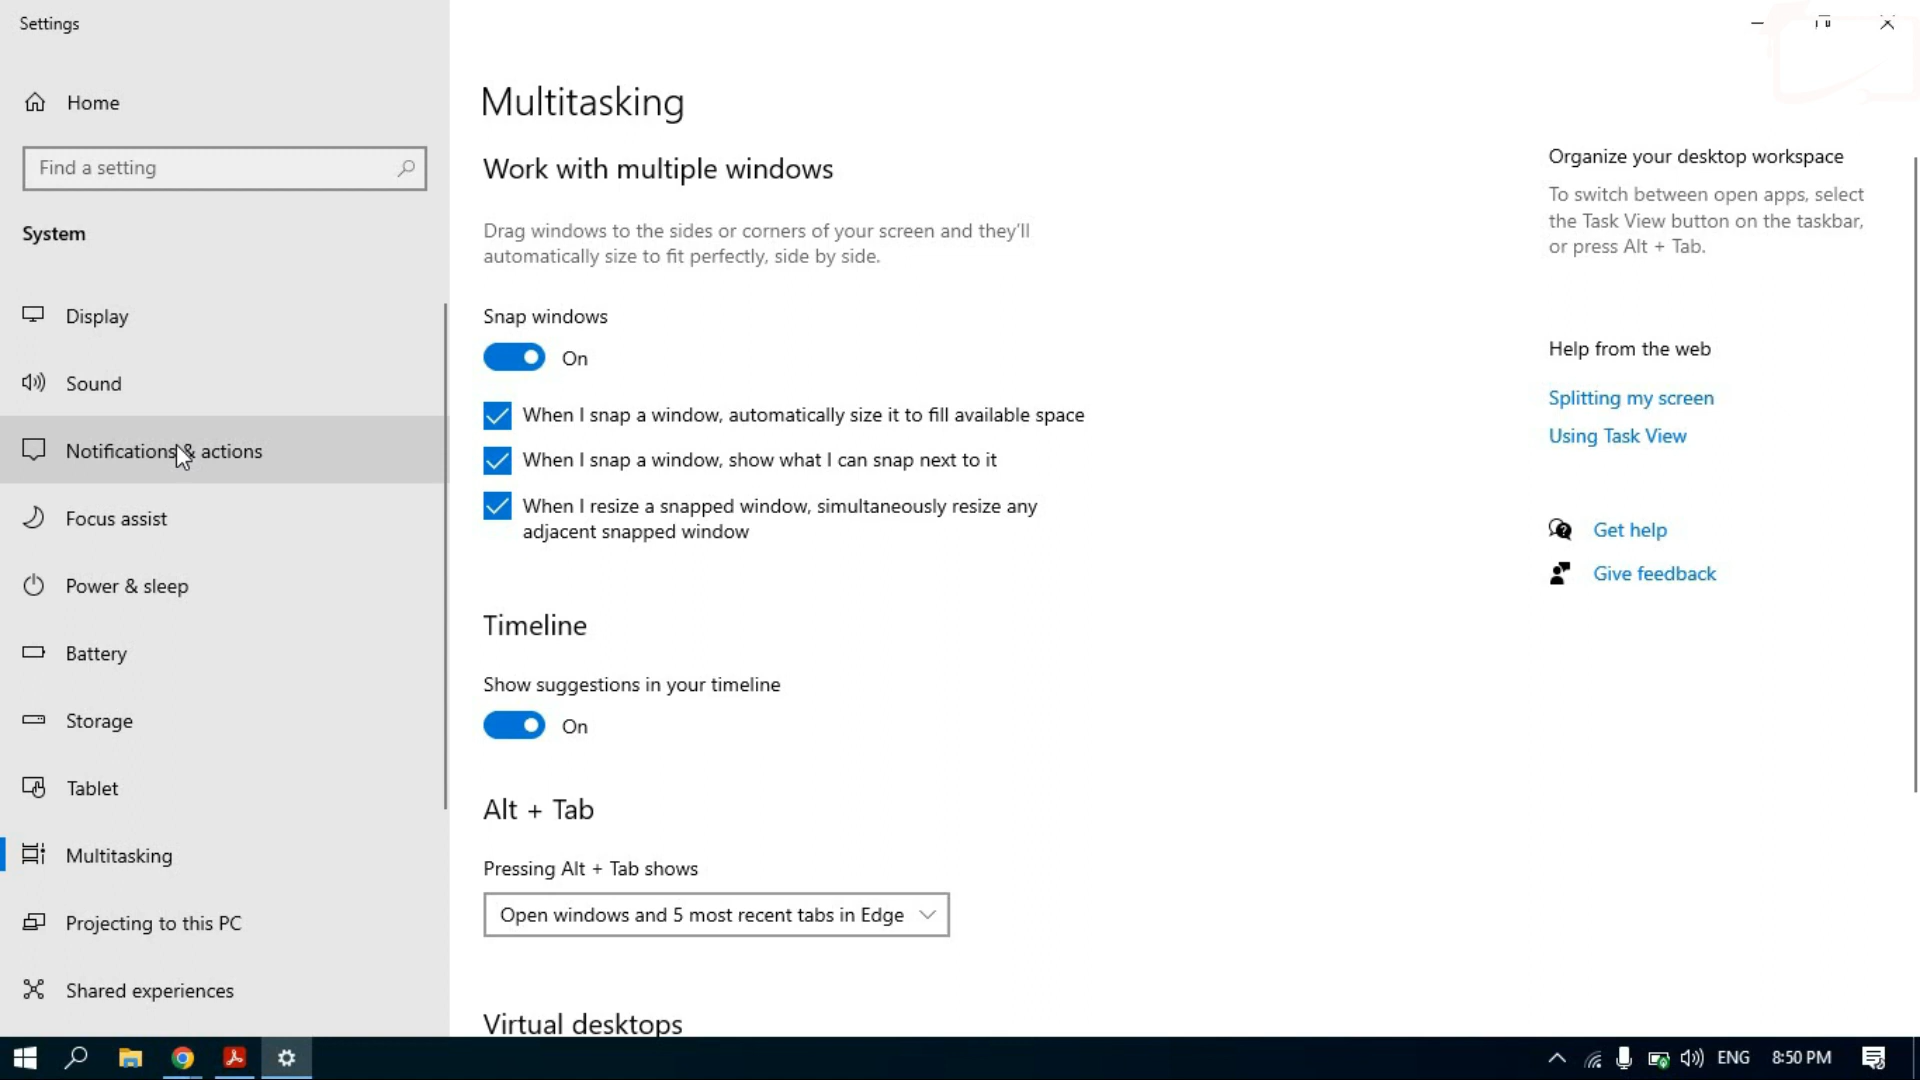 Settings
Home
Find a setting
System
Display
Sound
Notifications & actions
Focus assist
Power & sleep
Battery
Storage
Tablet
Multitasking
Projecting to this PC
Shared experiences
Multitasking
Work with multiple windows
Drag windows to the sides or corners of your screen and they'll
automatically size to fit perfectly, side by side.
Snap windows
On
When I snap a window, automatically size it to fill available space
When I snap a window, show what I can snap next to it
When I resize a snapped window, simultaneously resize any
adjacent snapped window
Timeline
Show suggestions in your timeline
On
Alt + Tab
Pressing Alt + Tab shows
Open windows and 5 most recent tabs in Edge
Virtual desktops
Organize your desktop workspace
To switch between open apps, select
the Task View button on the taskbar,
or press Alt + Tab.
Help from the web
Splitting my screen
Using Task View
Get help
Give feedback
ENG
8:50 PM